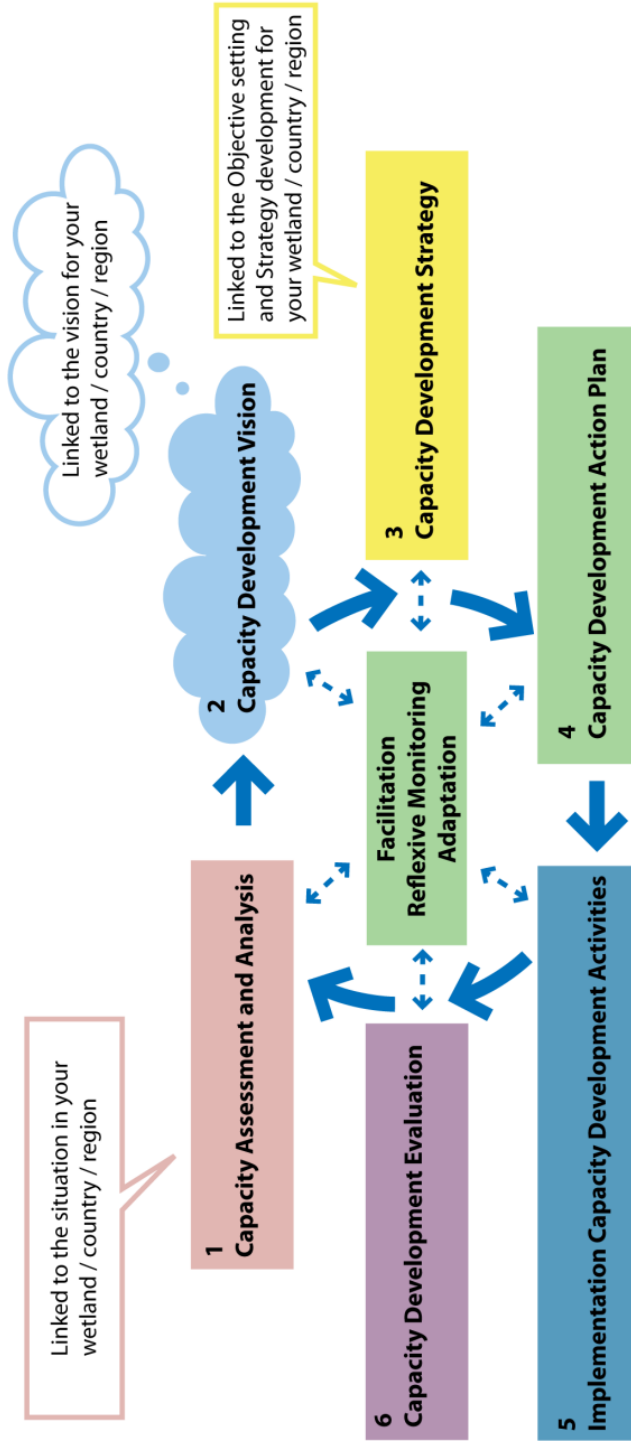 Linked to the situation in your
wetland / country / region
Linked to the vision for your
wetland / country / region
Linked to the Objective setting
and Strategy development for
your wetland / country / region
1
Capacity Assessment and Analysis
2
Capacity Development Vision
3
Capacity Development Strategy
4
Capacity Development Action Plan
5
Implementation Capacity Development Activities
6
Capacity Development Evaluation
Facilitation
Reflexive Monitoring
Adaptation